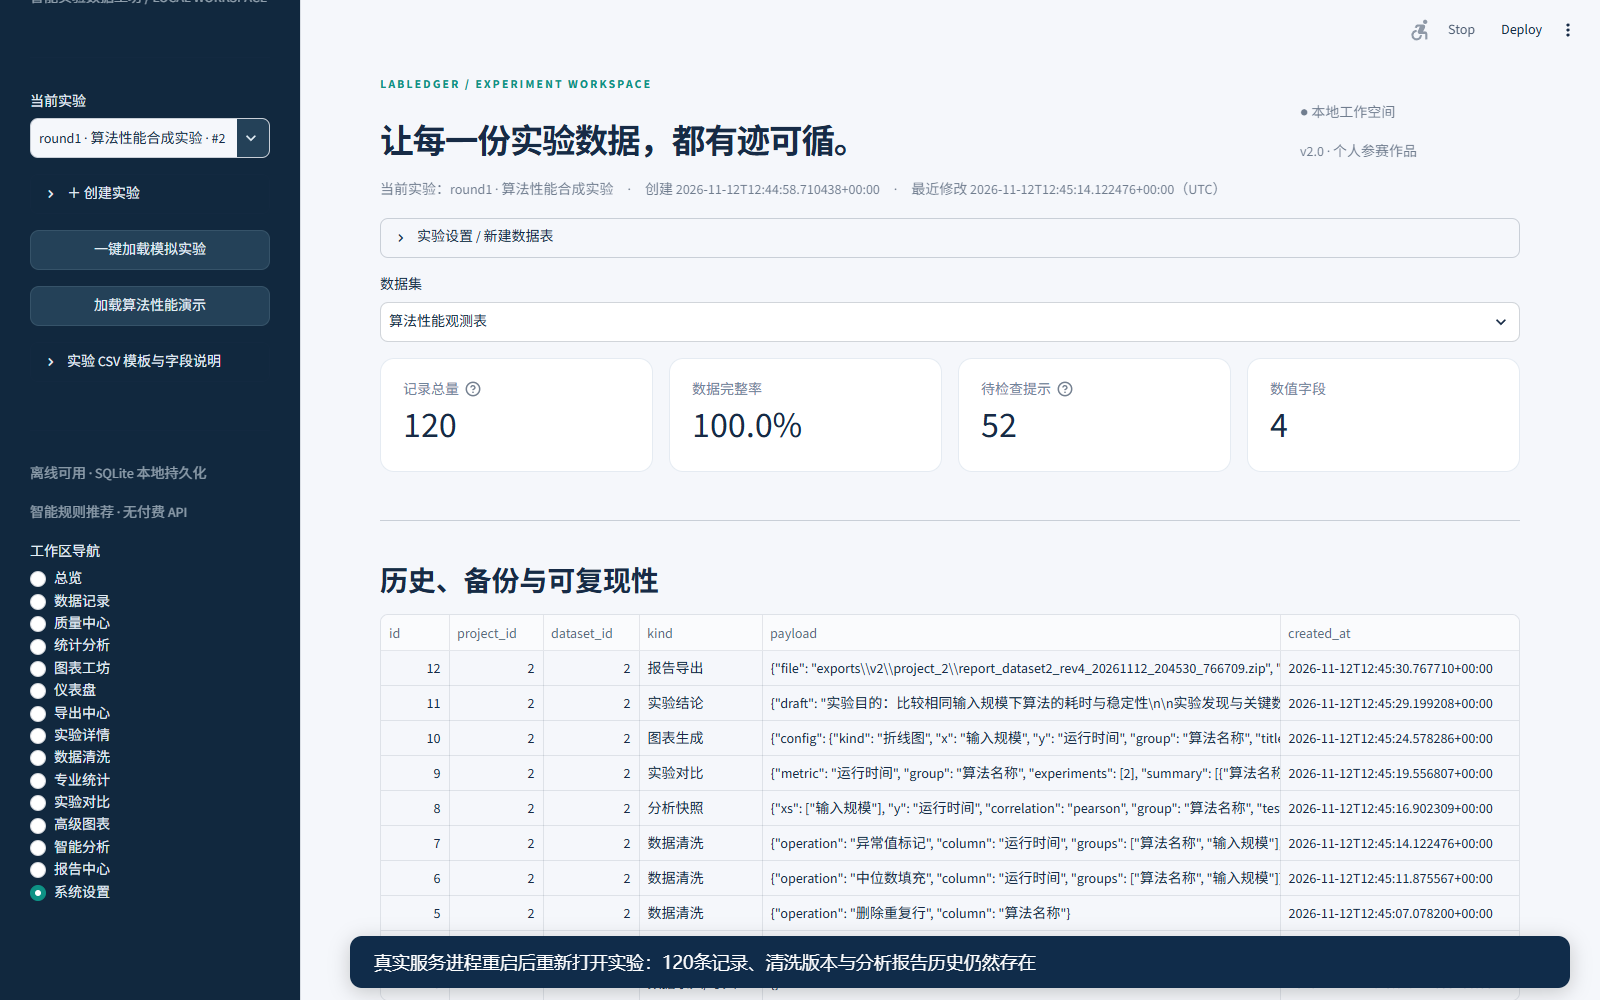 当前实验
round1 · 算法性能合成实验 · #2
＋ 创建实验
一键加载模拟实验
加载算法性能演示
实验 CSV 模板与字段说明
离线可用 · SQLite 本地持久化
智能规则推荐 · 无付费 API
工作区导航
总览
数据记录
质量中心
统计分析
图表工坊
仪表盘
导出中心
实验详情
数据清洗
专业统计
实验对比
高级图表
智能分析
报告中心
系统设置
Stop
Deploy
LABLEDGER / EXPERIMENT WORKSPACE
让每一份实验数据，都有迹可循。
● 本地工作空间
v2.0 · 个人参赛作品
当前实验：round1 · 算法性能合成实验 · 创建 2026-11-12T12:44:58.710438+00:00 · 最近修改 2026-11-12T12:45:14.122476+00:00（UTC）
实验设置 / 新建数据表
数据集
算法性能观测表
记录总量
120
数据完整率
100.0%
待检查提示
52
数值字段
4
历史、备份与可复现性
id project_id dataset_id kind payload created_at
12 2 2 报告导出 {"file": "exports\\v2\\project_2\\report_dataset2_rev4_20261112_204530_766709.zip", " 2026-11-12T12:45:30.767710+00:00
11 2 2 实验结论 {"draft": "实验目的：比较相同输入规模下算法的耗时与稳定性\n\n实验发现与关键数 2026-11-12T12:45:29.199208+00:00
10 2 2 图表生成 {"config": {"kind": "折线图", "x": "输入规模", "y": "运行时间", "group": "算法名称", "title 2026-11-12T12:45:24.578286+00:00
9 2 2 实验对比 {"metric": "运行时间", "group": "算法名称", "experiments": [2], "summary": [{"算法名称 2026-11-12T12:45:19.556807+00:00
8 2 2 分析快照 {"xs": ["输入规模"], "y": "运行时间", "correlation": "pearson", "group": "算法名称", "tes 2026-11-12T12:45:16.902309+00:00
7 2 2 数据清洗 {"operation": "异常值标记", "column": "运行时间", "groups": ["算法名称", "输入规模"] 2026-11-12T12:45:14.122476+00:00
6 2 2 数据清洗 {"operation": "中位数填充", "column": "运行时间", "groups": ["算法名称", "输入规模"] 2026-11-12T12:45:11.875567+00:00
5 2 2 数据清洗 {"operation": "删除重复行", "column": "算法名称"} 2026-11-12T12:45:07.078200+00:00
真实服务进程重启后重新打开实验：120条记录、清洗版本与分析报告历史仍然存在